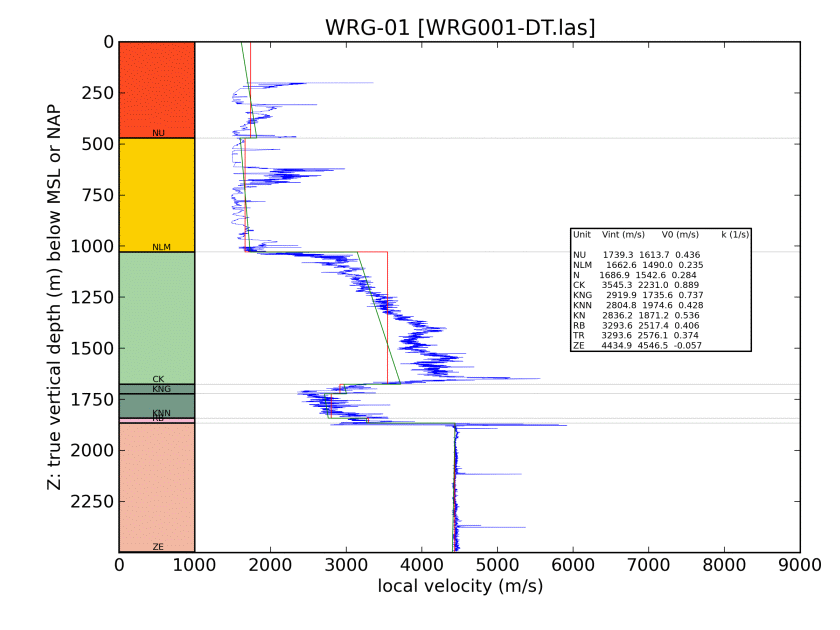 WRG-01 [WRG001-DT.las]
0
250
500
750
1000
1250
1500
1750
2000
2250
Z: true vertical depth (m) below MSL or NAP
NU
NLM
CK
KNG
KNN
RB
ZE
Unit Vint (m/s) V0 (m/s) k (1/s)
NU 1739.3 1613.7 0.436
NLM 1662.6 1490.0 0.235
N 1686.9 1542.6 0.284
CK 3545.3 2231.0 0.889
KNG 2919.9 1735.6 0.737
KNN 2804.8 1974.6 0.428
KN 2836.2 1871.2 0.536
RB 3293.6 2517.4 0.406
TR 3293.6 2576.1 0.374
ZE 4434.9 4546.5 -0.057
0 1000 2000 3000 4000 5000 6000 7000 8000 9000
local velocity (m/s)